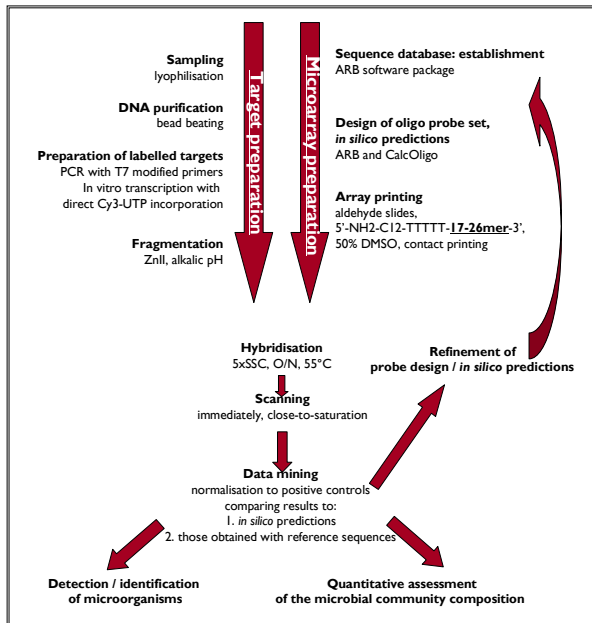 Sampling
lyophilisation
DNA purification
bead beating
Preparation of labelled targets
PCR with T7 modified primers
In vitro transcription with
direct Cy3-UTP incorporation
Fragmentation
ZnII, alkalic pH
Target preparation
Microarray preparation
Sequence database: establishment
ARB software package
Design of oligo probe set,
in silico predictions
ARB and CalcOligo
Array printing
aldehyde slides,
5'-NH2-C12-TTTTT-17-26mer-3',
50% DMSO, contact printing
Hybridisation
5xSSC, O/N, 55°C
Scanning
immediately, close-to-saturation
Refinement of
probe design / in silico predictions
Data mining
normalisation to positive controls
comparing results to:
1. in silico predictions
2. those obtained with reference sequences
Detection / identification
of microorganisms
Quantitative assessment
of the microbial community composition